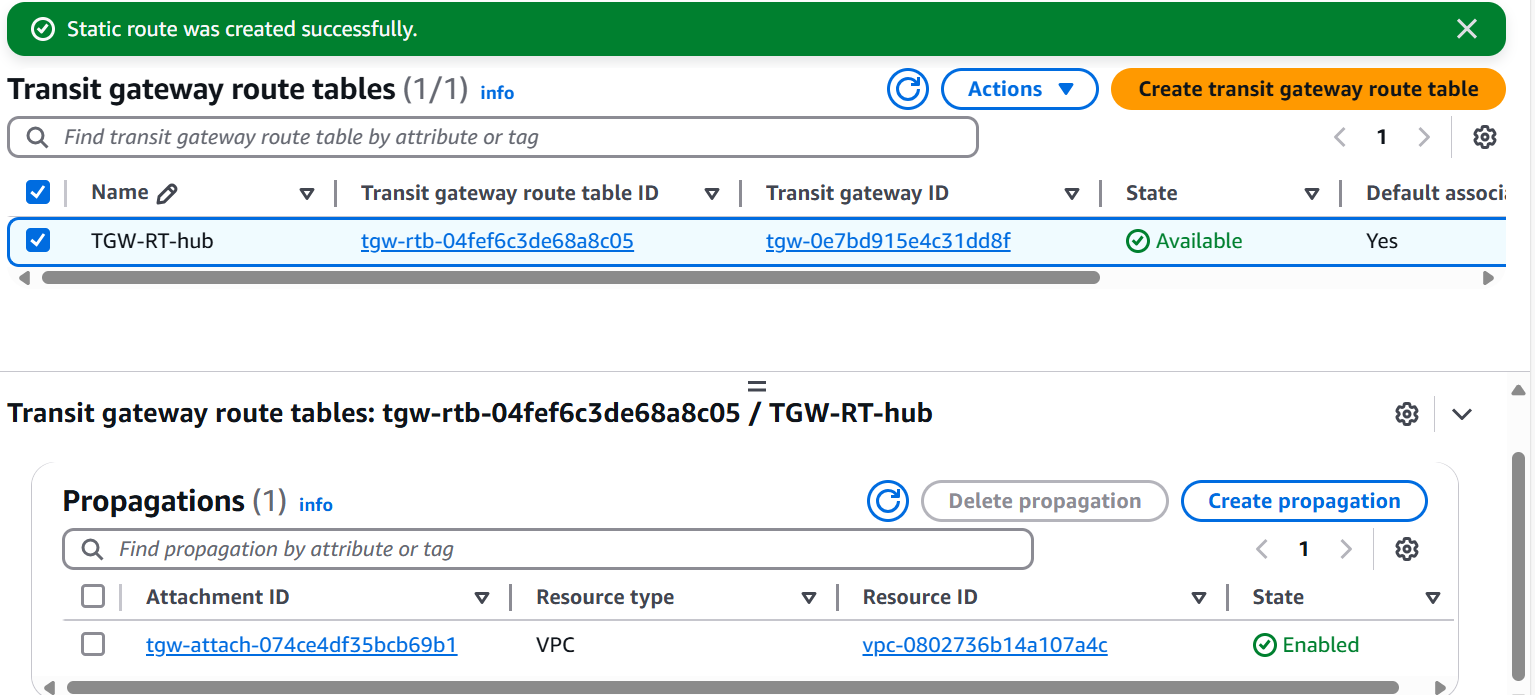 Static route was created successfully.
Transit gateway route tables (1/1) info
Actions
Create transit gateway route table
Find transit gateway route table by attribute or tag
1
Name
Transit gateway route table ID
Transit gateway ID
State
Default associ
TGW-RT-hub
tgw-rtb-04fef6c3de68a8c05
tgw-0e7bd915e4c31dd8f
Available
Yes
Transit gateway route tables: tgw-rtb-04fef6c3de68a8c05 / TGW-RT-hub
Propagations (1) info
Delete propagation
Create propagation
Find propagation by attribute or tag
1
Attachment ID
Resource type
Resource ID
State
tgw-attach-074ce4df35bcb69b1
VPC
vpc-0802736b14a107a4c
Enabled